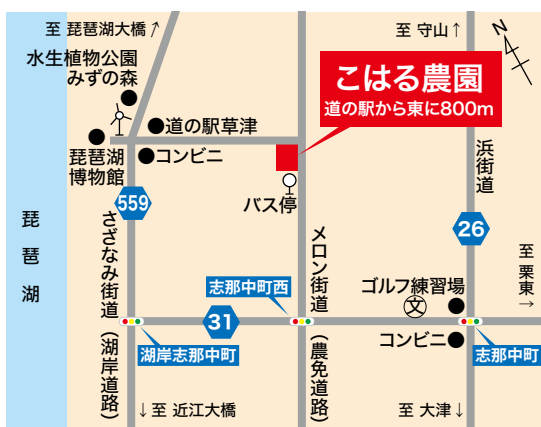 至 琵琶湖大橋↗
至 守山↑
N
水生植物公園
みずの森
こはる農園
道の駅から東に800m
道の駅草津
コンビニ
琵琶湖
博物館
バス停
浜街道
559
26
琵琶湖
さざなみ街道(湖岸道路)
メロン街道(農免道路)
至 栗東→
志那中町西
ゴルフ練習場
文
31
コンビニ
湖岸志那中町
志那中町
↓至 近江大橋
至 大津↓